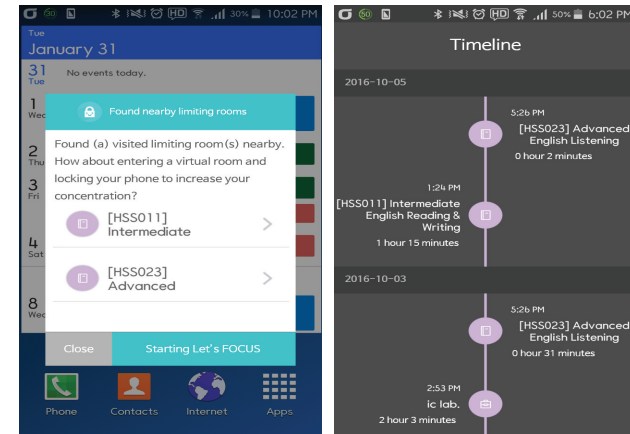 30% 10:02 PM
Tue
January 31
31
Tue
No events today.
1
Wed
Found nearby limiting rooms
Found (a) visited limiting room(s) nearby.
How about entering a virtual room and
locking your phone to increase your
concentration?
2
Thu
3
Fri
[HSS011]
Intermediate
4
Sat
[HSS023]
Advanced
8
Wed
Close
Starting Let's FOCUS
Phone
Contacts
Internet
Apps
50% 6:02 PM
Timeline
2016-10-05
5:26 PM
[HSS023] Advanced
English Listening
0 hour 2 minutes
1:24 PM
[HSS011] Intermediate
English Reading &
Writing
1 hour 15 minutes
2016-10-03
5:26 PM
[HSS023] Advanced
English Listening
0 hour 31 minutes
2:53 PM
ic lab.
2 hour 3 minutes